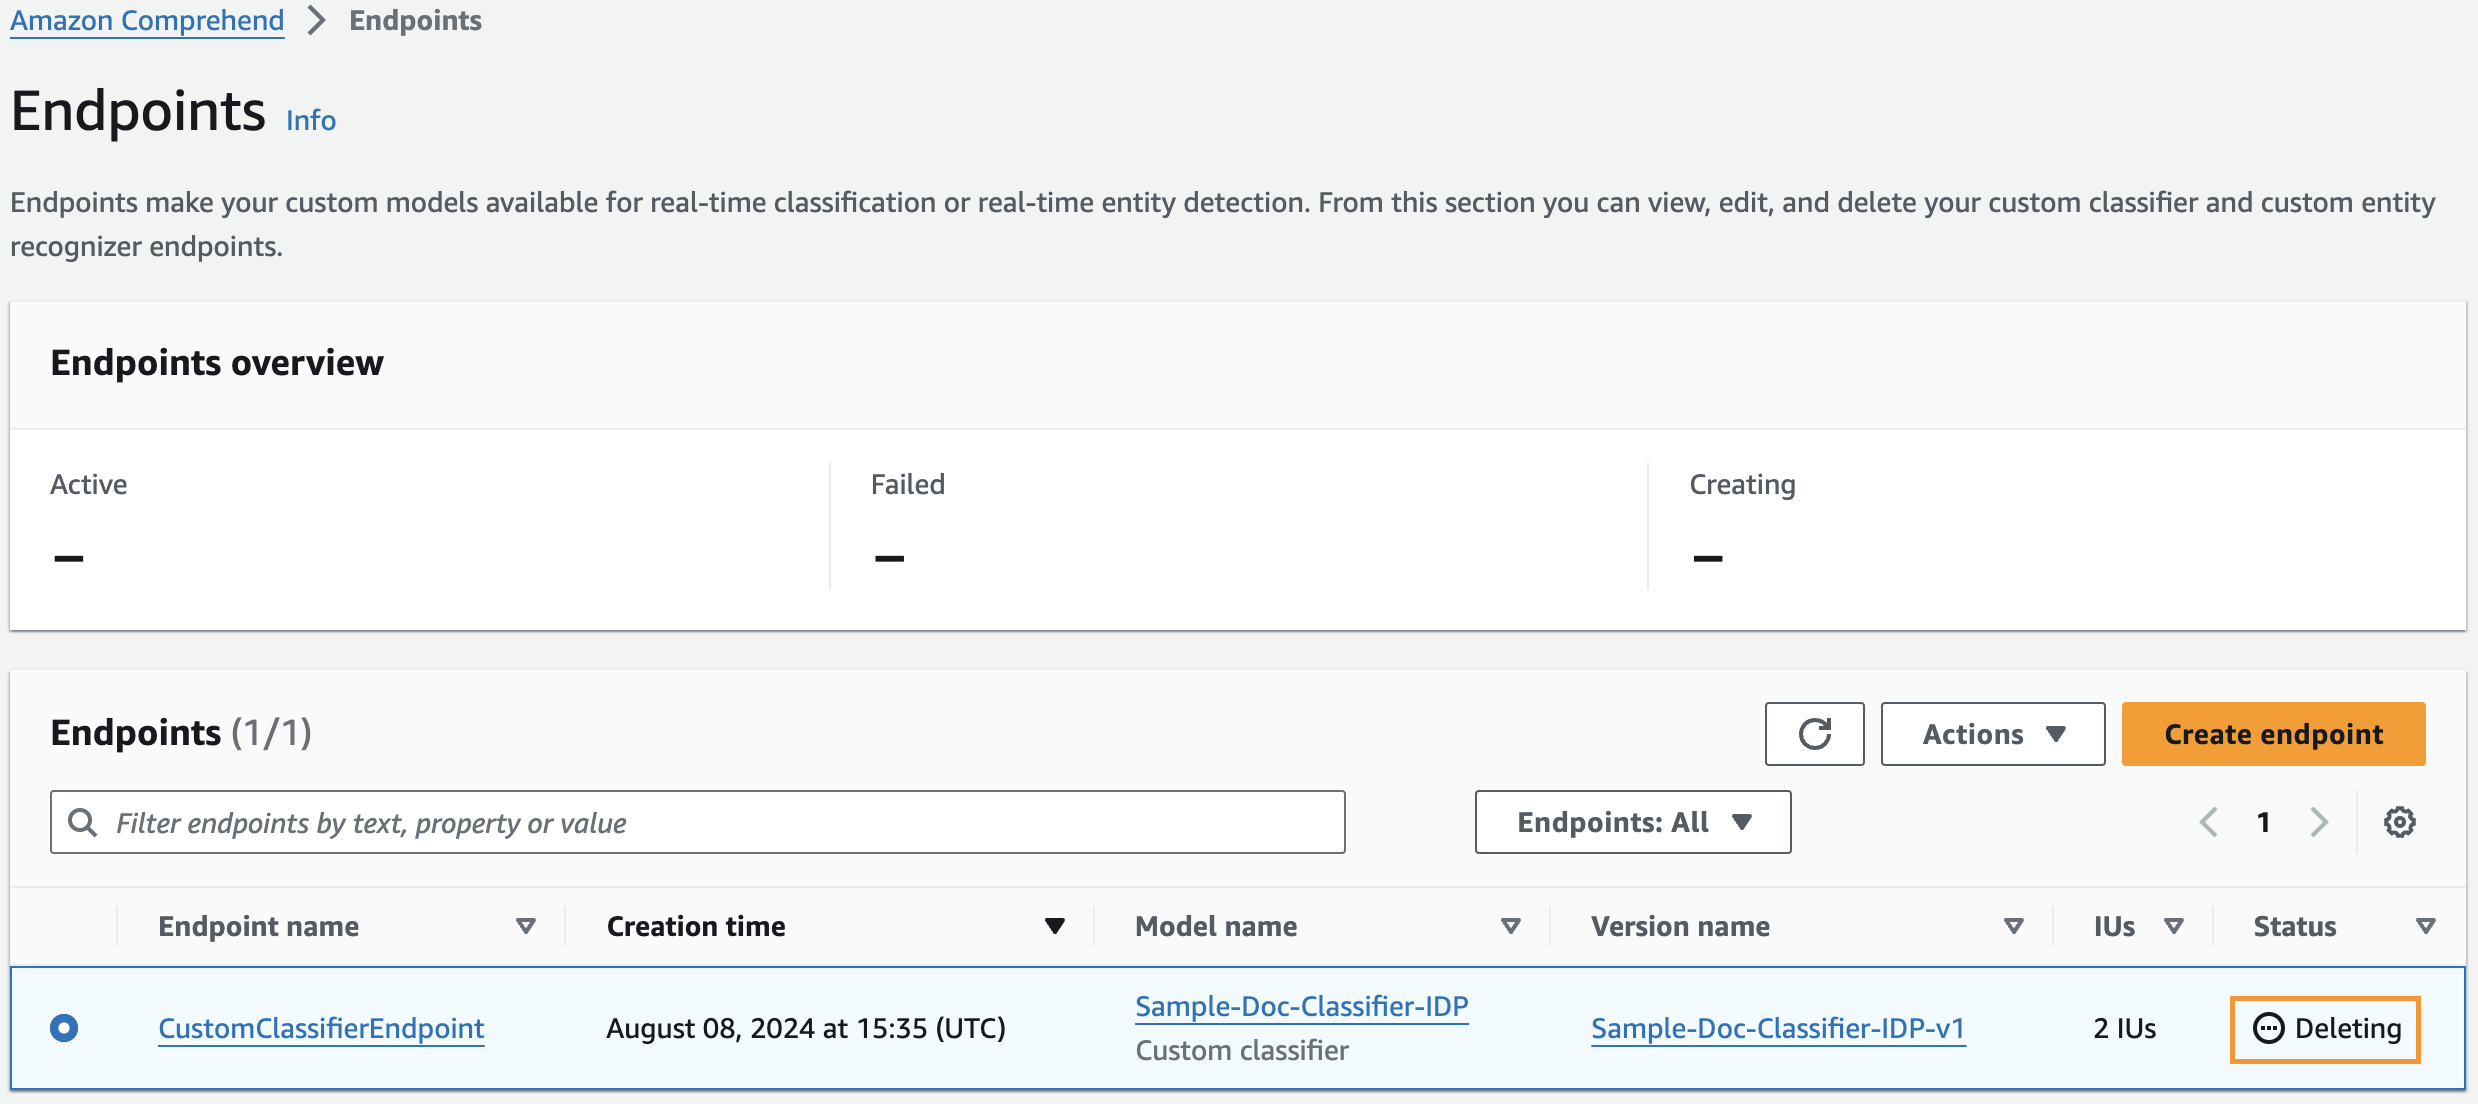 Amazon Comprehend > Endpoints
Endpoints Info
Endpoints make your custom models available for real-time classification or real-time entity detection. From this section you can view, edit, and delete your custom classifier and custom entity
recognizer endpoints.
Endpoints overview
Active Failed Creating
– – –
Endpoints (1/1) Actions Create endpoint
Filter endpoints by text, property or value Endpoints: All 1
Endpoint name Creation time Model name Version name IUs Status
CustomClassifierEndpoint August 08, 2024 at 15:35 (UTC) Sample-Doc-Classifier-IDP Sample-Doc-Classifier-IDP-v1 2 IUs Deleting
Custom classifier